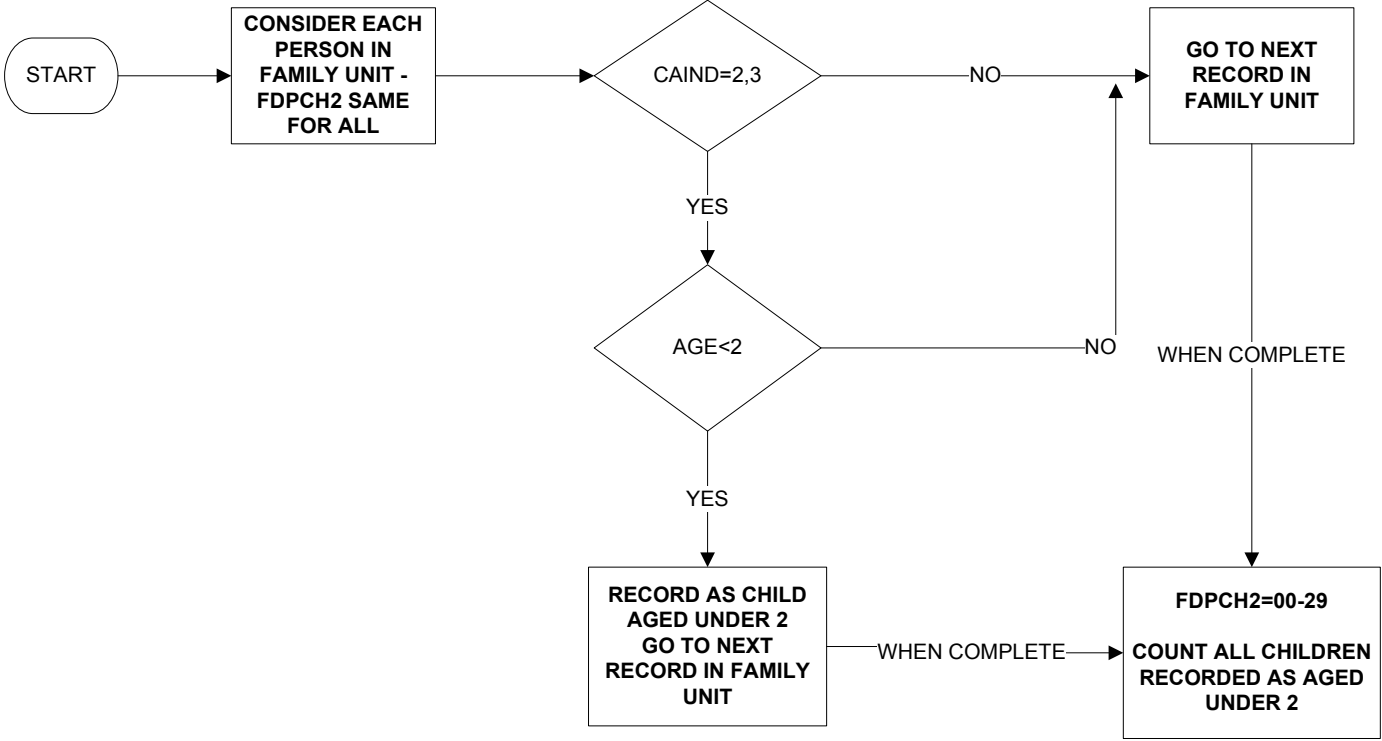 START
CONSIDER EACH
PERSON IN
FAMILY UNIT -
FDPCH2 SAME
FOR ALL
CAIND=2,3
NO
GO TO NEXT
RECORD IN
FAMILY UNIT
YES
AGE<2
NO
WHEN COMPLETE
YES
RECORD AS CHILD
AGED UNDER 2
GO TO NEXT
RECORD IN FAMILY
UNIT
WHEN COMPLETE
FDPCH2=00-29
COUNT ALL CHILDREN
RECORDED AS AGED
UNDER 2